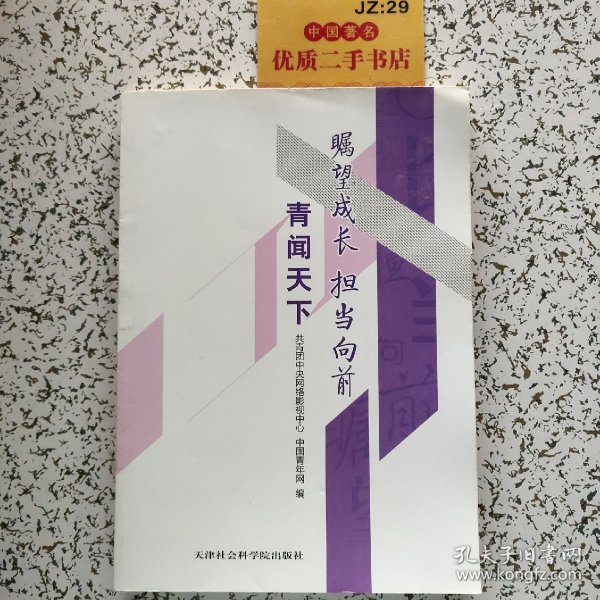 JZ:29
中国著名
优质二手书店
瞩望成长 担当向前
青闻天下
共青团中央网络影视中心 中国青年网 编
天津社会科学院出版社
孔夫子旧书网
www.kongfz.com